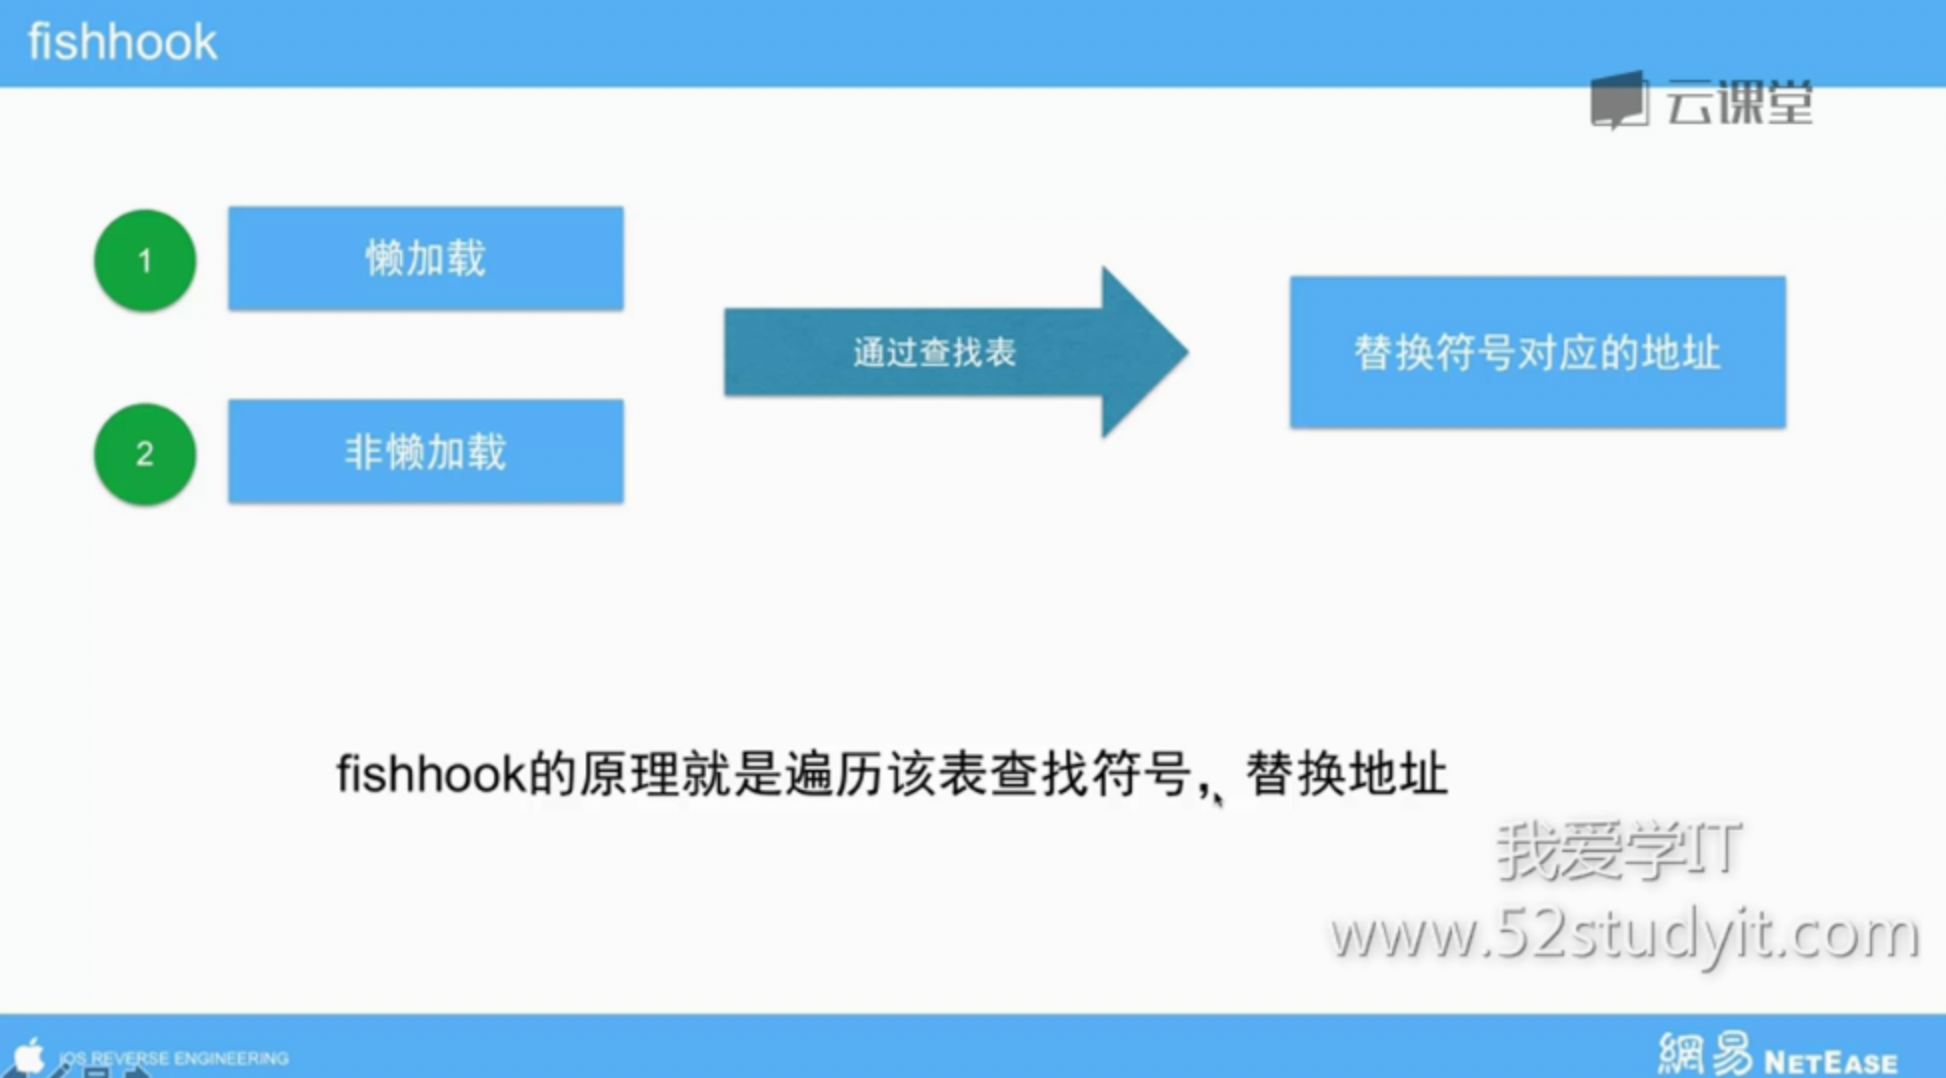 fishhook
云课堂
1
懒加载
通过查找表
替换符号对应的地址
2
非懒加载
fishhook的原理就是遍历该表查找符号，替换地址
我爱学IT
www.52studyit.com
iOS REVERSE ENGINEERING
網易 NETEASE